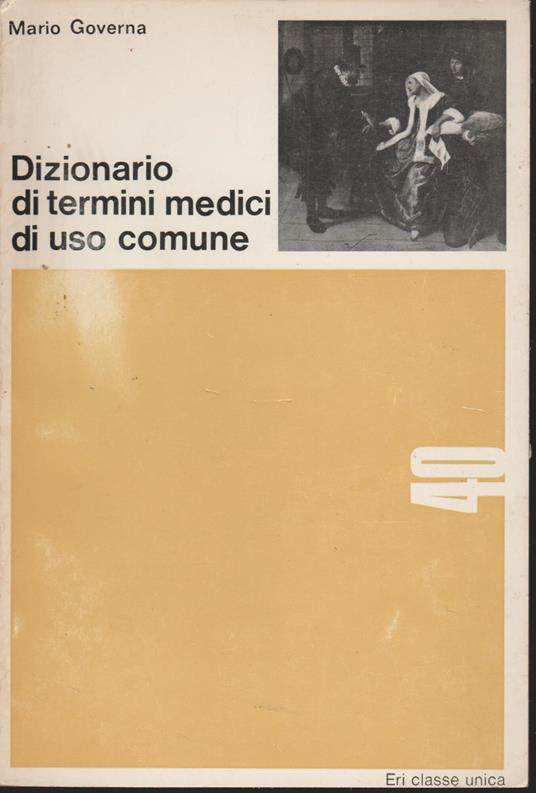 Mario Governa
Dizionario
di termini medici
di uso comune
40
Eri classe unica